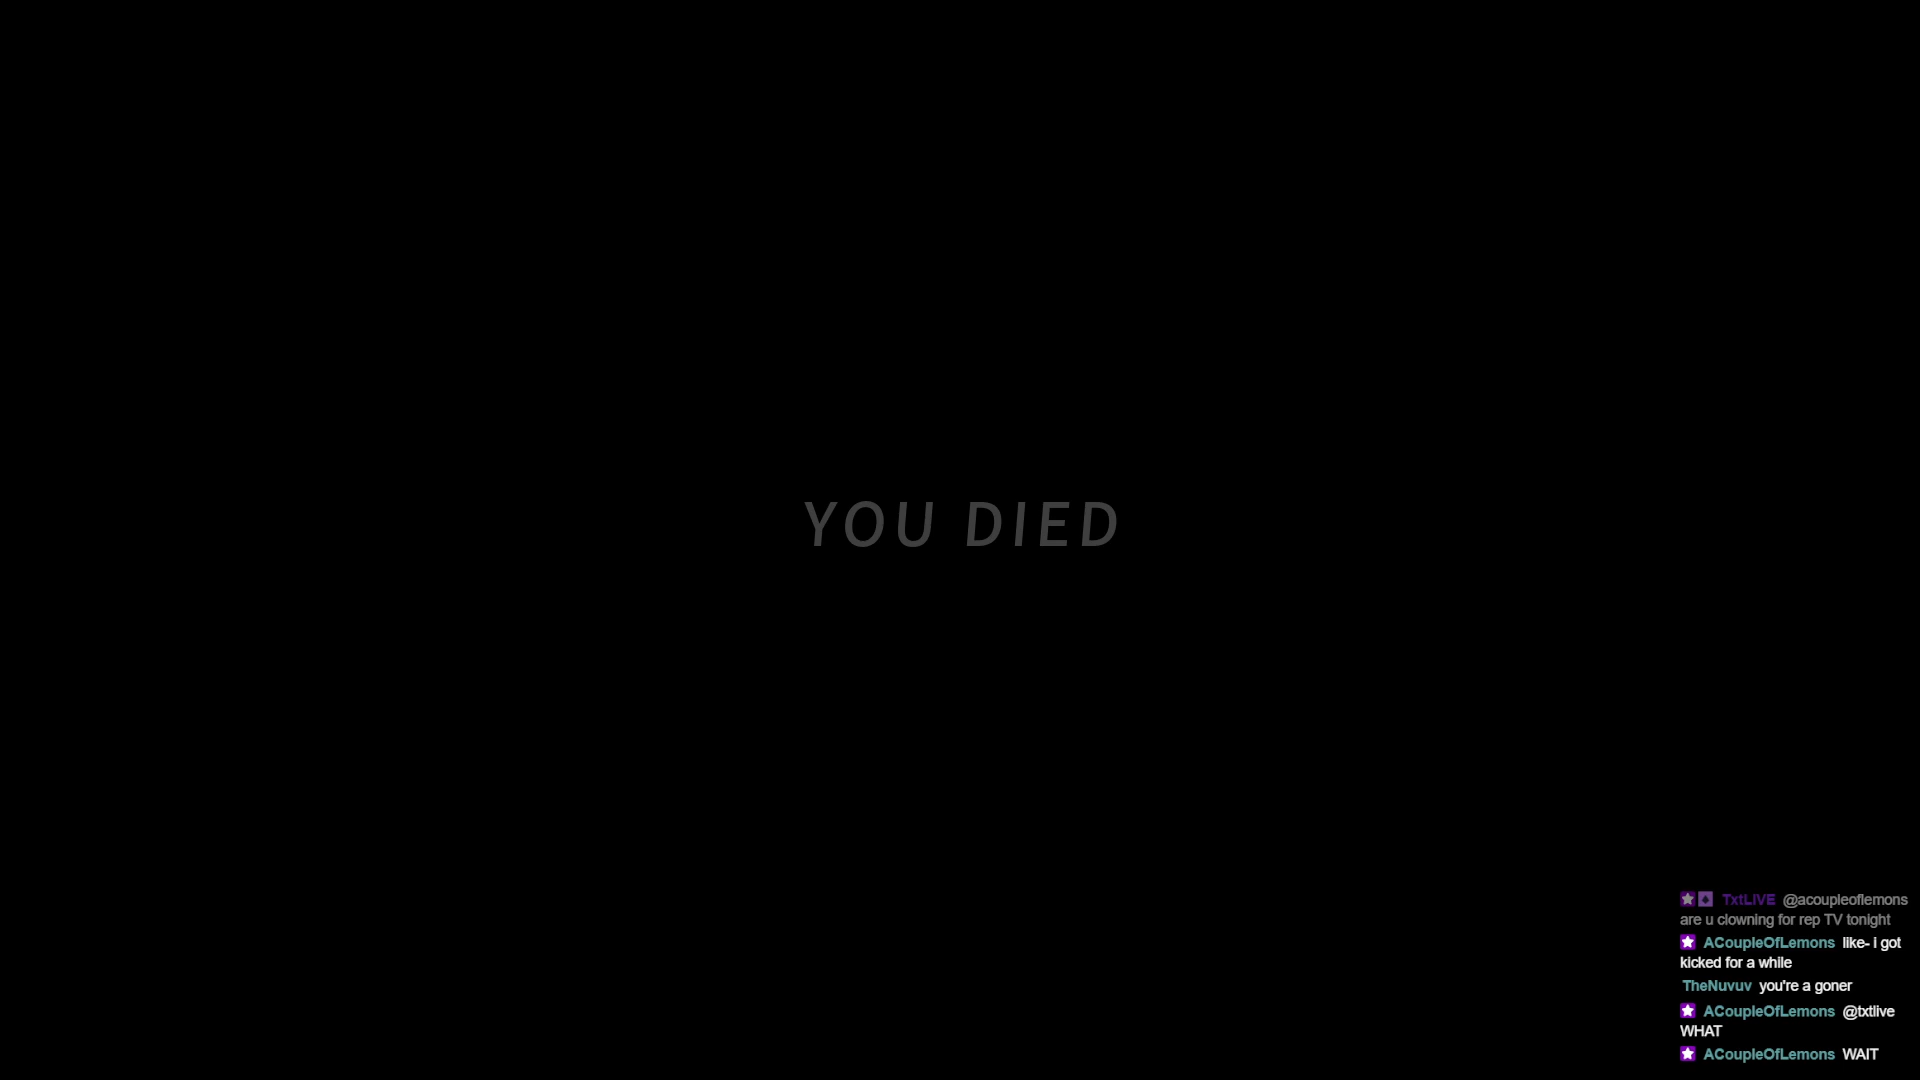 YOU DIED
TxtLIVE @acoupleoflemons
are u clowning for rep TV tonight
ACoupleOfLemons like- i got
kicked for a while
TheNuvuv you're a goner
ACoupleOfLemons @txtlive
WHAT
ACoupleOfLemons WAIT